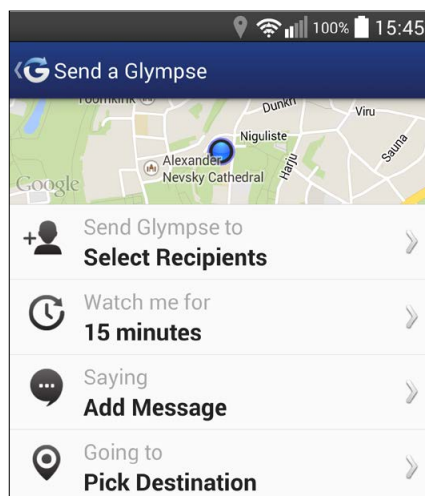 100% 15:45
Send a Glympse
Toomkirik
Dunkri
Viru
Niguliste
Sauna
Alexander
Nevsky Cathedral
Harju
Google
Send Glympse to
Select Recipients
Watch me for
15 minutes
Saying
Add Message
Going to
Pick Destination